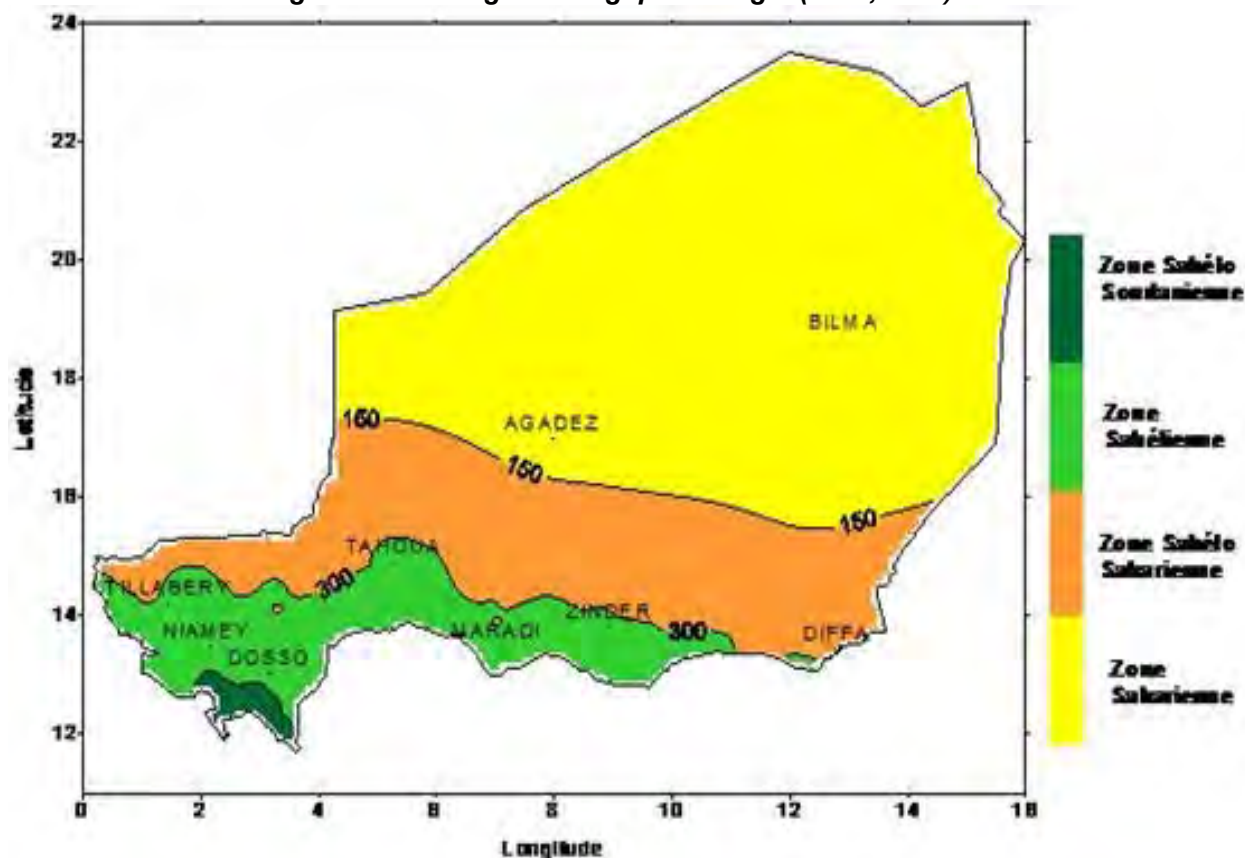 24
22
20
18
16
14
12
0 2 4 6 8 10 12 14 16 18
Latitude
Longitude
BILMA
AGADEZ
150
150
150
TAHOUA
300
TILLABERY
ZINDER
MARADI
300
DIFFA
NIAMEY
DOSSO
Zone Sahélo
Soudanienne
Zone
Sahélienne
Zone Sahélo
Saharienne
Zone
Saharienne